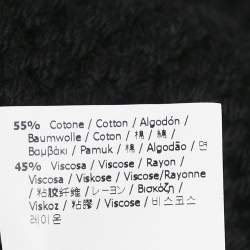 55% Cotone / Cotton / Algodón /
Baumwolle / Coton / 棉 / 綿 /
Βαμβάκι / Pamuk / 棉 / Algodão / 면
45% Viscosa / Viscose / Rayon /
Viscosa / Viskose / Viscose/Rayonne
/ 粘胶纤维 / レーヨン / Βισκόζη /
Viskoz / 粘膠 / Viscose / 비스코스
레이온